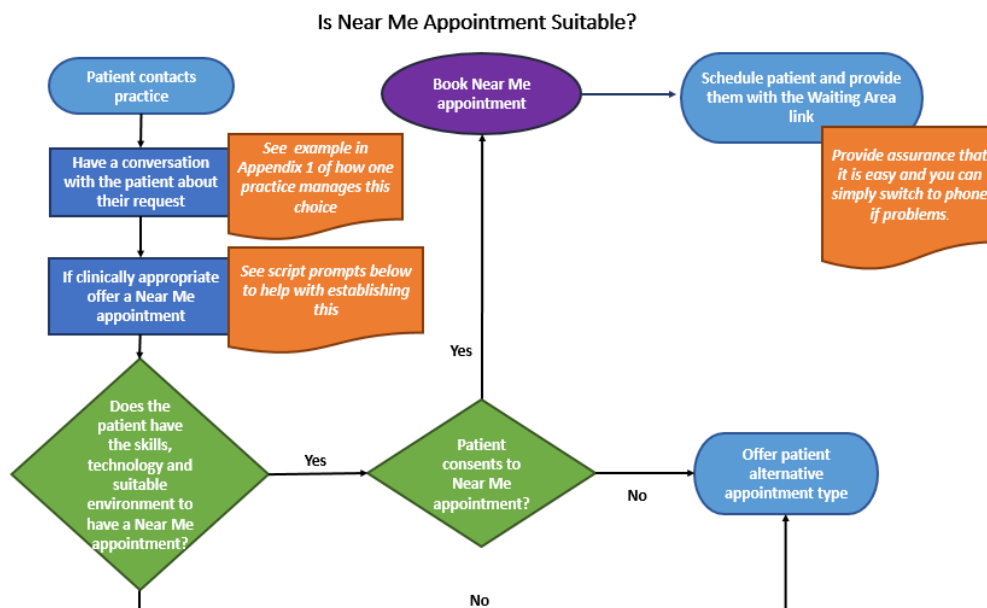 Is Near Me Appointment Suitable?
Patient contacts
practice
Have a conversation
with the patient about
their request
See example in
Appendix 1 of how one
practice manages this
choice
If clinically appropriate
offer a Near Me
appointment
See script prompts below
to help with establishing
this
Does the
patient have
the skills,
technology and
suitable
environment to
have a Near Me
appointment?
Yes
Patient
consents to
Near Me
appointment?
Yes
Book Near Me
appointment
Schedule patient and provide
them with the Waiting Area
link
Provide assurance that
it is easy and you can
simply switch to phone
if problems.
No
Offer patient
alternative
appointment type
No